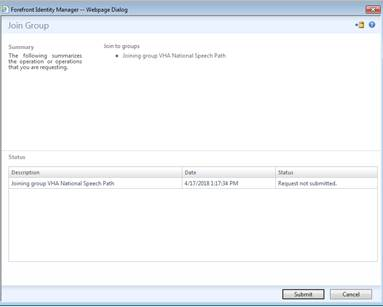 Forefront Identity Manager -- Webpage Dialog
Join Group
Summary
The following summarizes
the operation or operations
that you are requesting.
Join to groups
Joining group VHA National Speech Path
Status
Description Date Status
Joining group VHA National Speech Path 4/17/2018 1:17:34 PM Request not submitted.
Submit Cancel